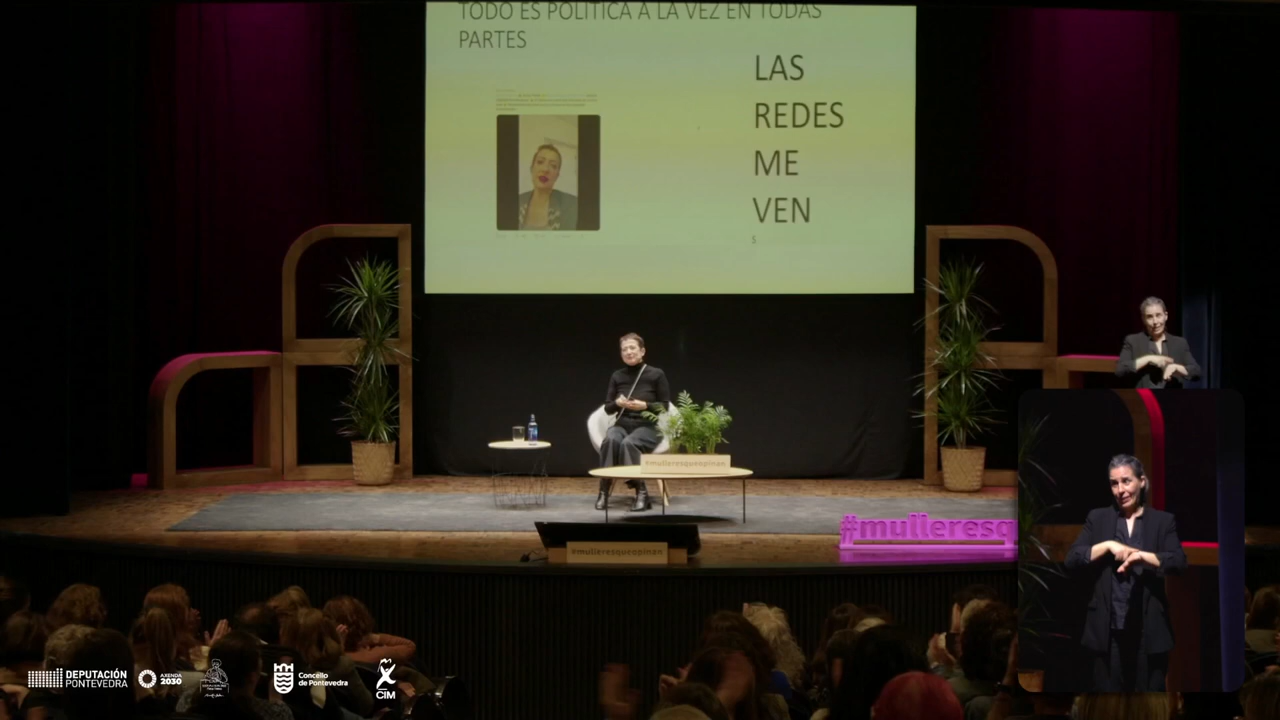 TODO ES POLÍTICA A LA VEZ EN TODAS
PARTES
LAS
REDES
ME
VEN
s
#mulleresqueopinan
#mulleresq
#mulleresqueopinan
DEPUTACIÓN
PONTEVEDRA
AXENDA
2030
Concello
de Pontevedra
CIM